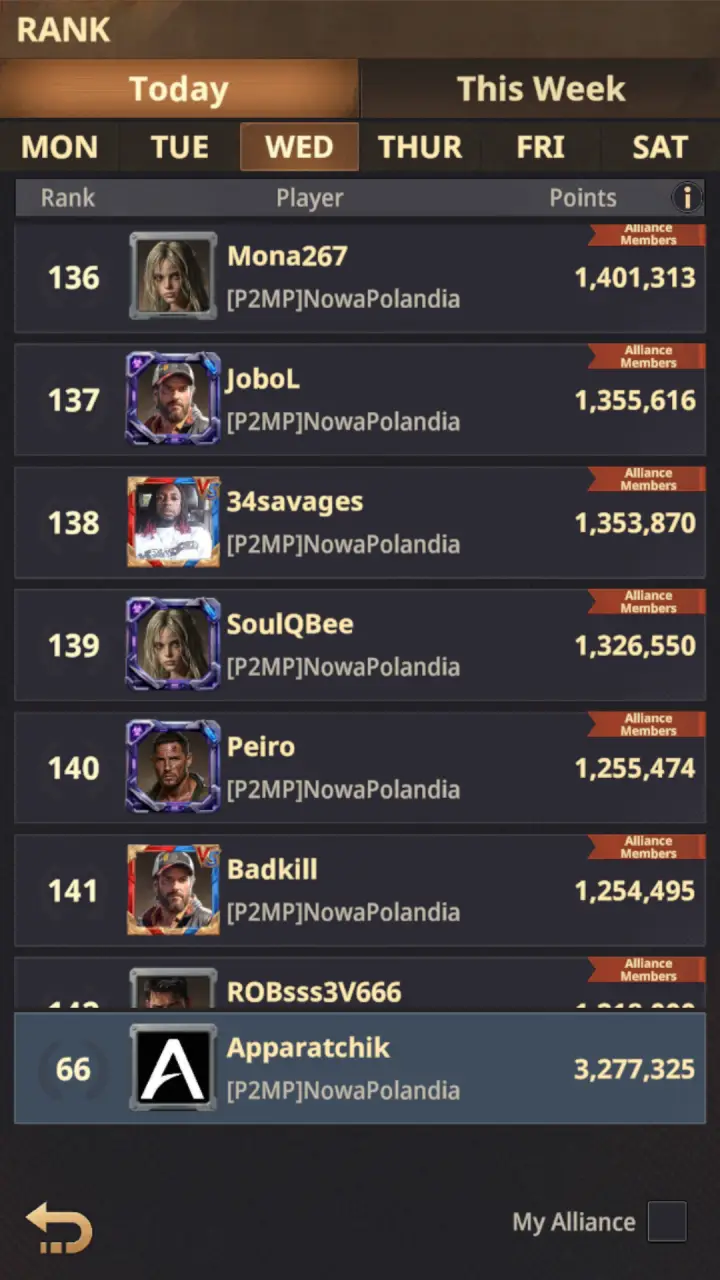 RANK
Today This Week
MON TUE WED THUR FRI SAT
Rank Player Points i
Alliance
Members
136 Mona267 1,401,313
[P2MP]NowaPolandia
Alliance
Members
137 JoboL 1,355,616
[P2MP]NowaPolandia
Alliance
Members
138 34savages 1,353,870
[P2MP]NowaPolandia
Alliance
Members
139 SoulQBee 1,326,550
[P2MP]NowaPolandia
Alliance
Members
140 Peiro 1,255,474
[P2MP]NowaPolandia
Alliance
Members
141 Badkill 1,254,495
[P2MP]NowaPolandia
Alliance
Members
ROBsss3V666
66 Apparatchik 3,277,325
[P2MP]NowaPolandia
My Alliance